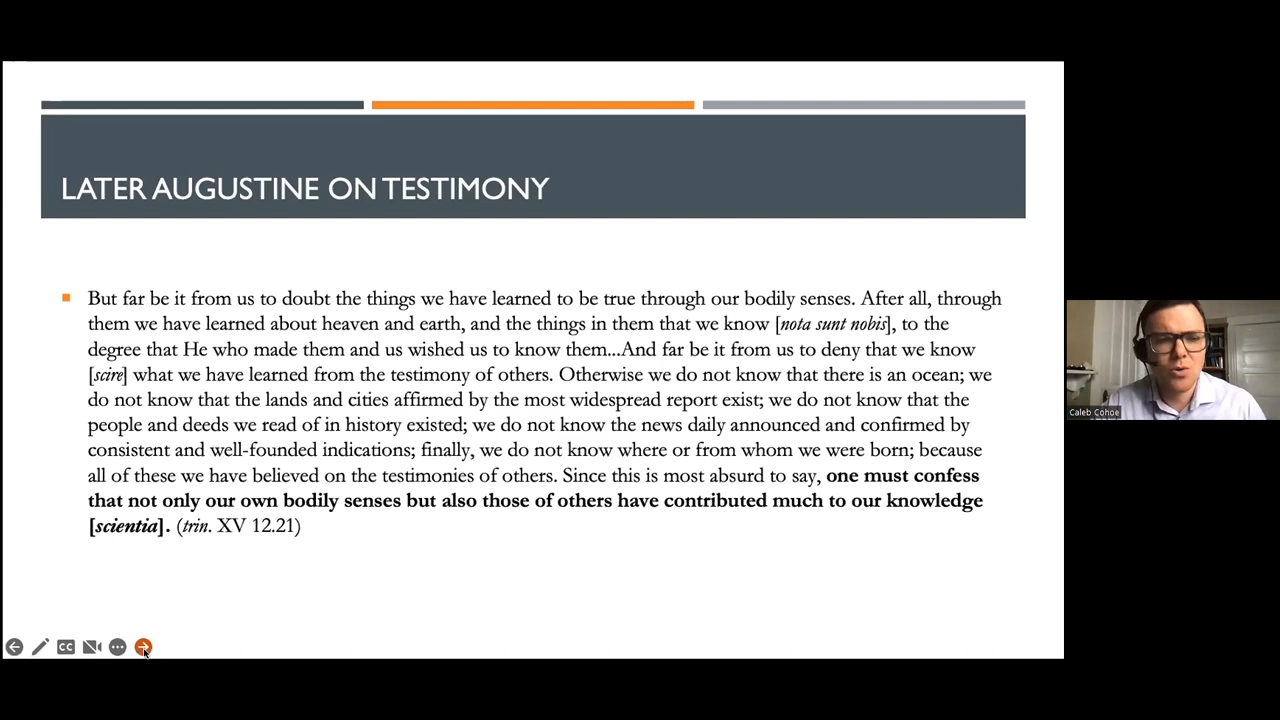 LATER AUGUSTINE ON TESTIMONY
▪ But far be it from us to doubt the things we have learned to be true through our bodily senses. After all, through
them we have learned about heaven and earth, and the things in them that we know [nota sunt nobis], to the
degree that He who made them and us wished us to know them...And far be it from us to deny that we know
[scire] what we have learned from the testimony of others. Otherwise we do not know that there is an ocean; we
do not know that the lands and cities affirmed by the most widespread report exist; we do not know that the
people and deeds we read of in history existed; we do not know the news daily announced and confirmed by
consistent and well-founded indications; finally, we do not know where or from whom we were born; because
all of these we have believed on the testimonies of others. Since this is most absurd to say, one must confess
that not only our own bodily senses but also those of others have contributed much to our knowledge
[scientia]. (trin. XV 12.21)
Caleb Cohoe
CC